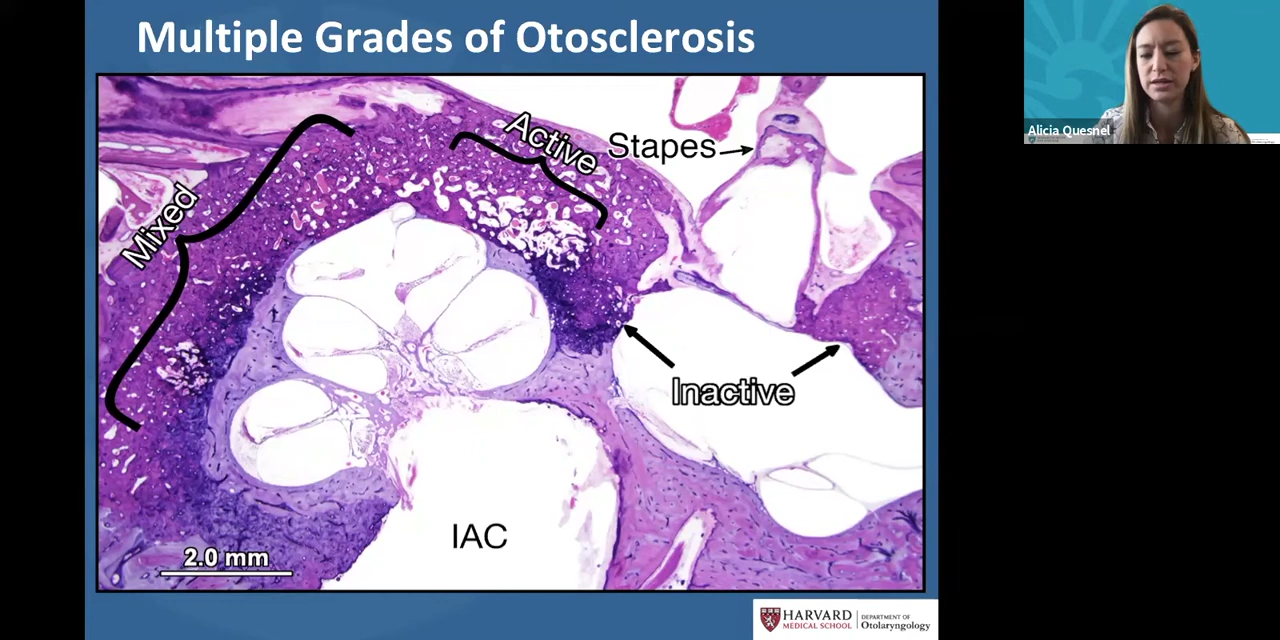 Multiple Grades of Otosclerosis
Active
Stapes
Mixed
Inactive
IAC
2.0 mm
Alicia Quesnel
HARVARD
MEDICAL SCHOOL
DEPARTMENT OF
Otolaryngology